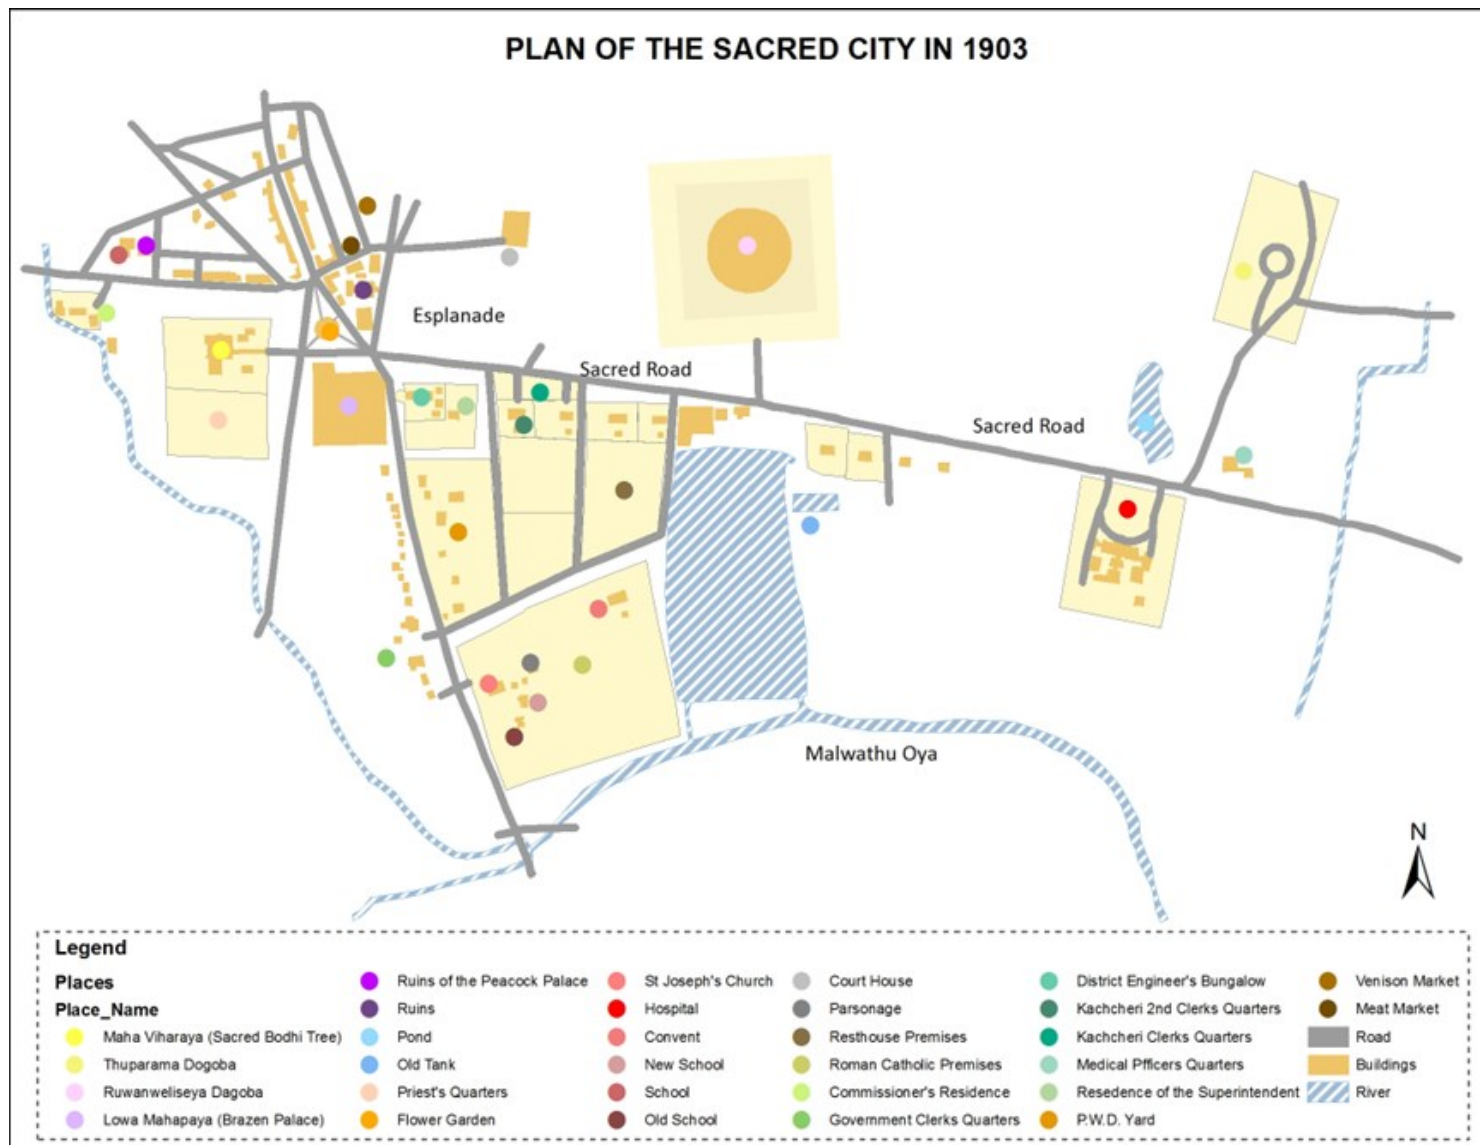 PLAN OF THE SACRED CITY IN 1903
Esplanade
Sacred Road
Sacred Road
Malwathu Oya
N
Legend
Places
Place_Name
Maha Viharaya (Sacred Bodhi Tree)
Thuparama Dogoba
Ruwanweliseya Dagoba
Lowa Mahapaya (Brazen Palace)
Ruins of the Peacock Palace
Ruins
Pond
Old Tank
Priest's Quarters
Flower Garden
St Joseph's Church
Hospital
Convent
New School
School
Old School
Court House
Parsonage
Resthouse Premises
Roman Catholic Premises
Commissioner's Residence
Government Clerks Quarters
District Engineer's Bungalow
Kachcheri 2nd Clerks Quarters
Kachcheri Clerks Quarters
Medical Pfficers Quarters
Resedence of the Superintendent
P.W.D. Yard
Venison Market
Meat Market
Road
Buildings
River